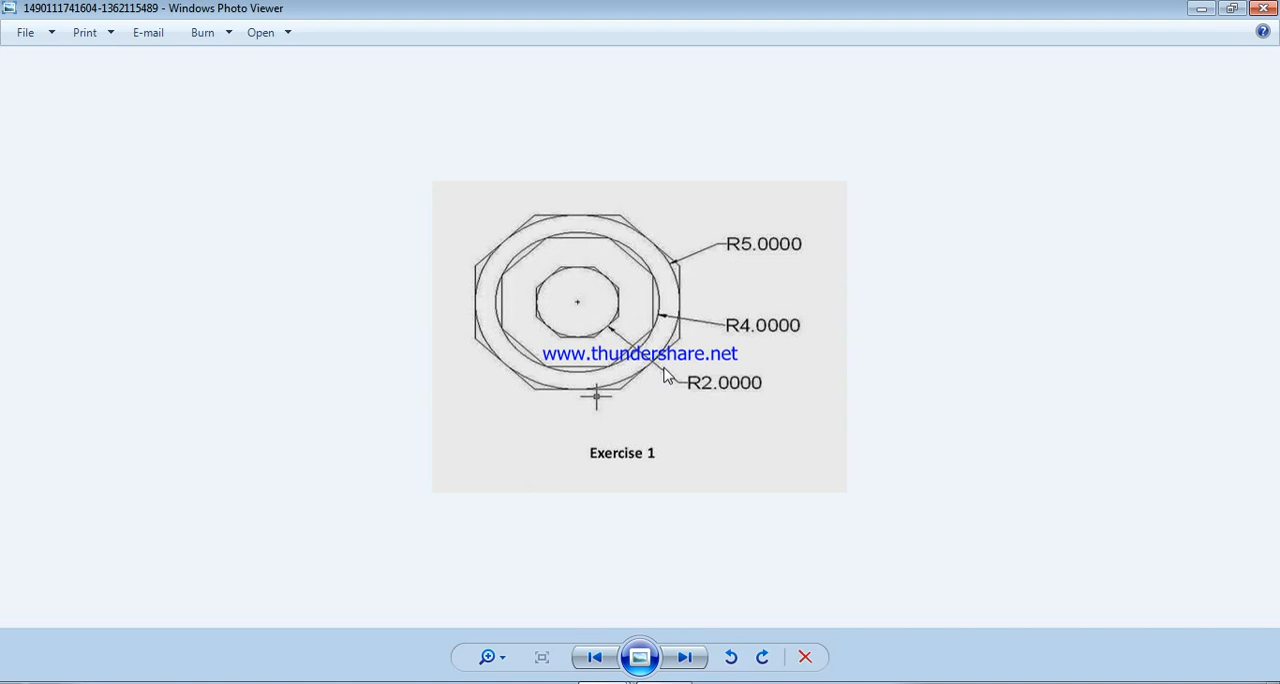 1490111741604-1362115489 - Windows Photo Viewer
File Print E-mail Burn Open
R5.0000
R4.0000
www.thundershare.net
R2.0000
Exercise 1